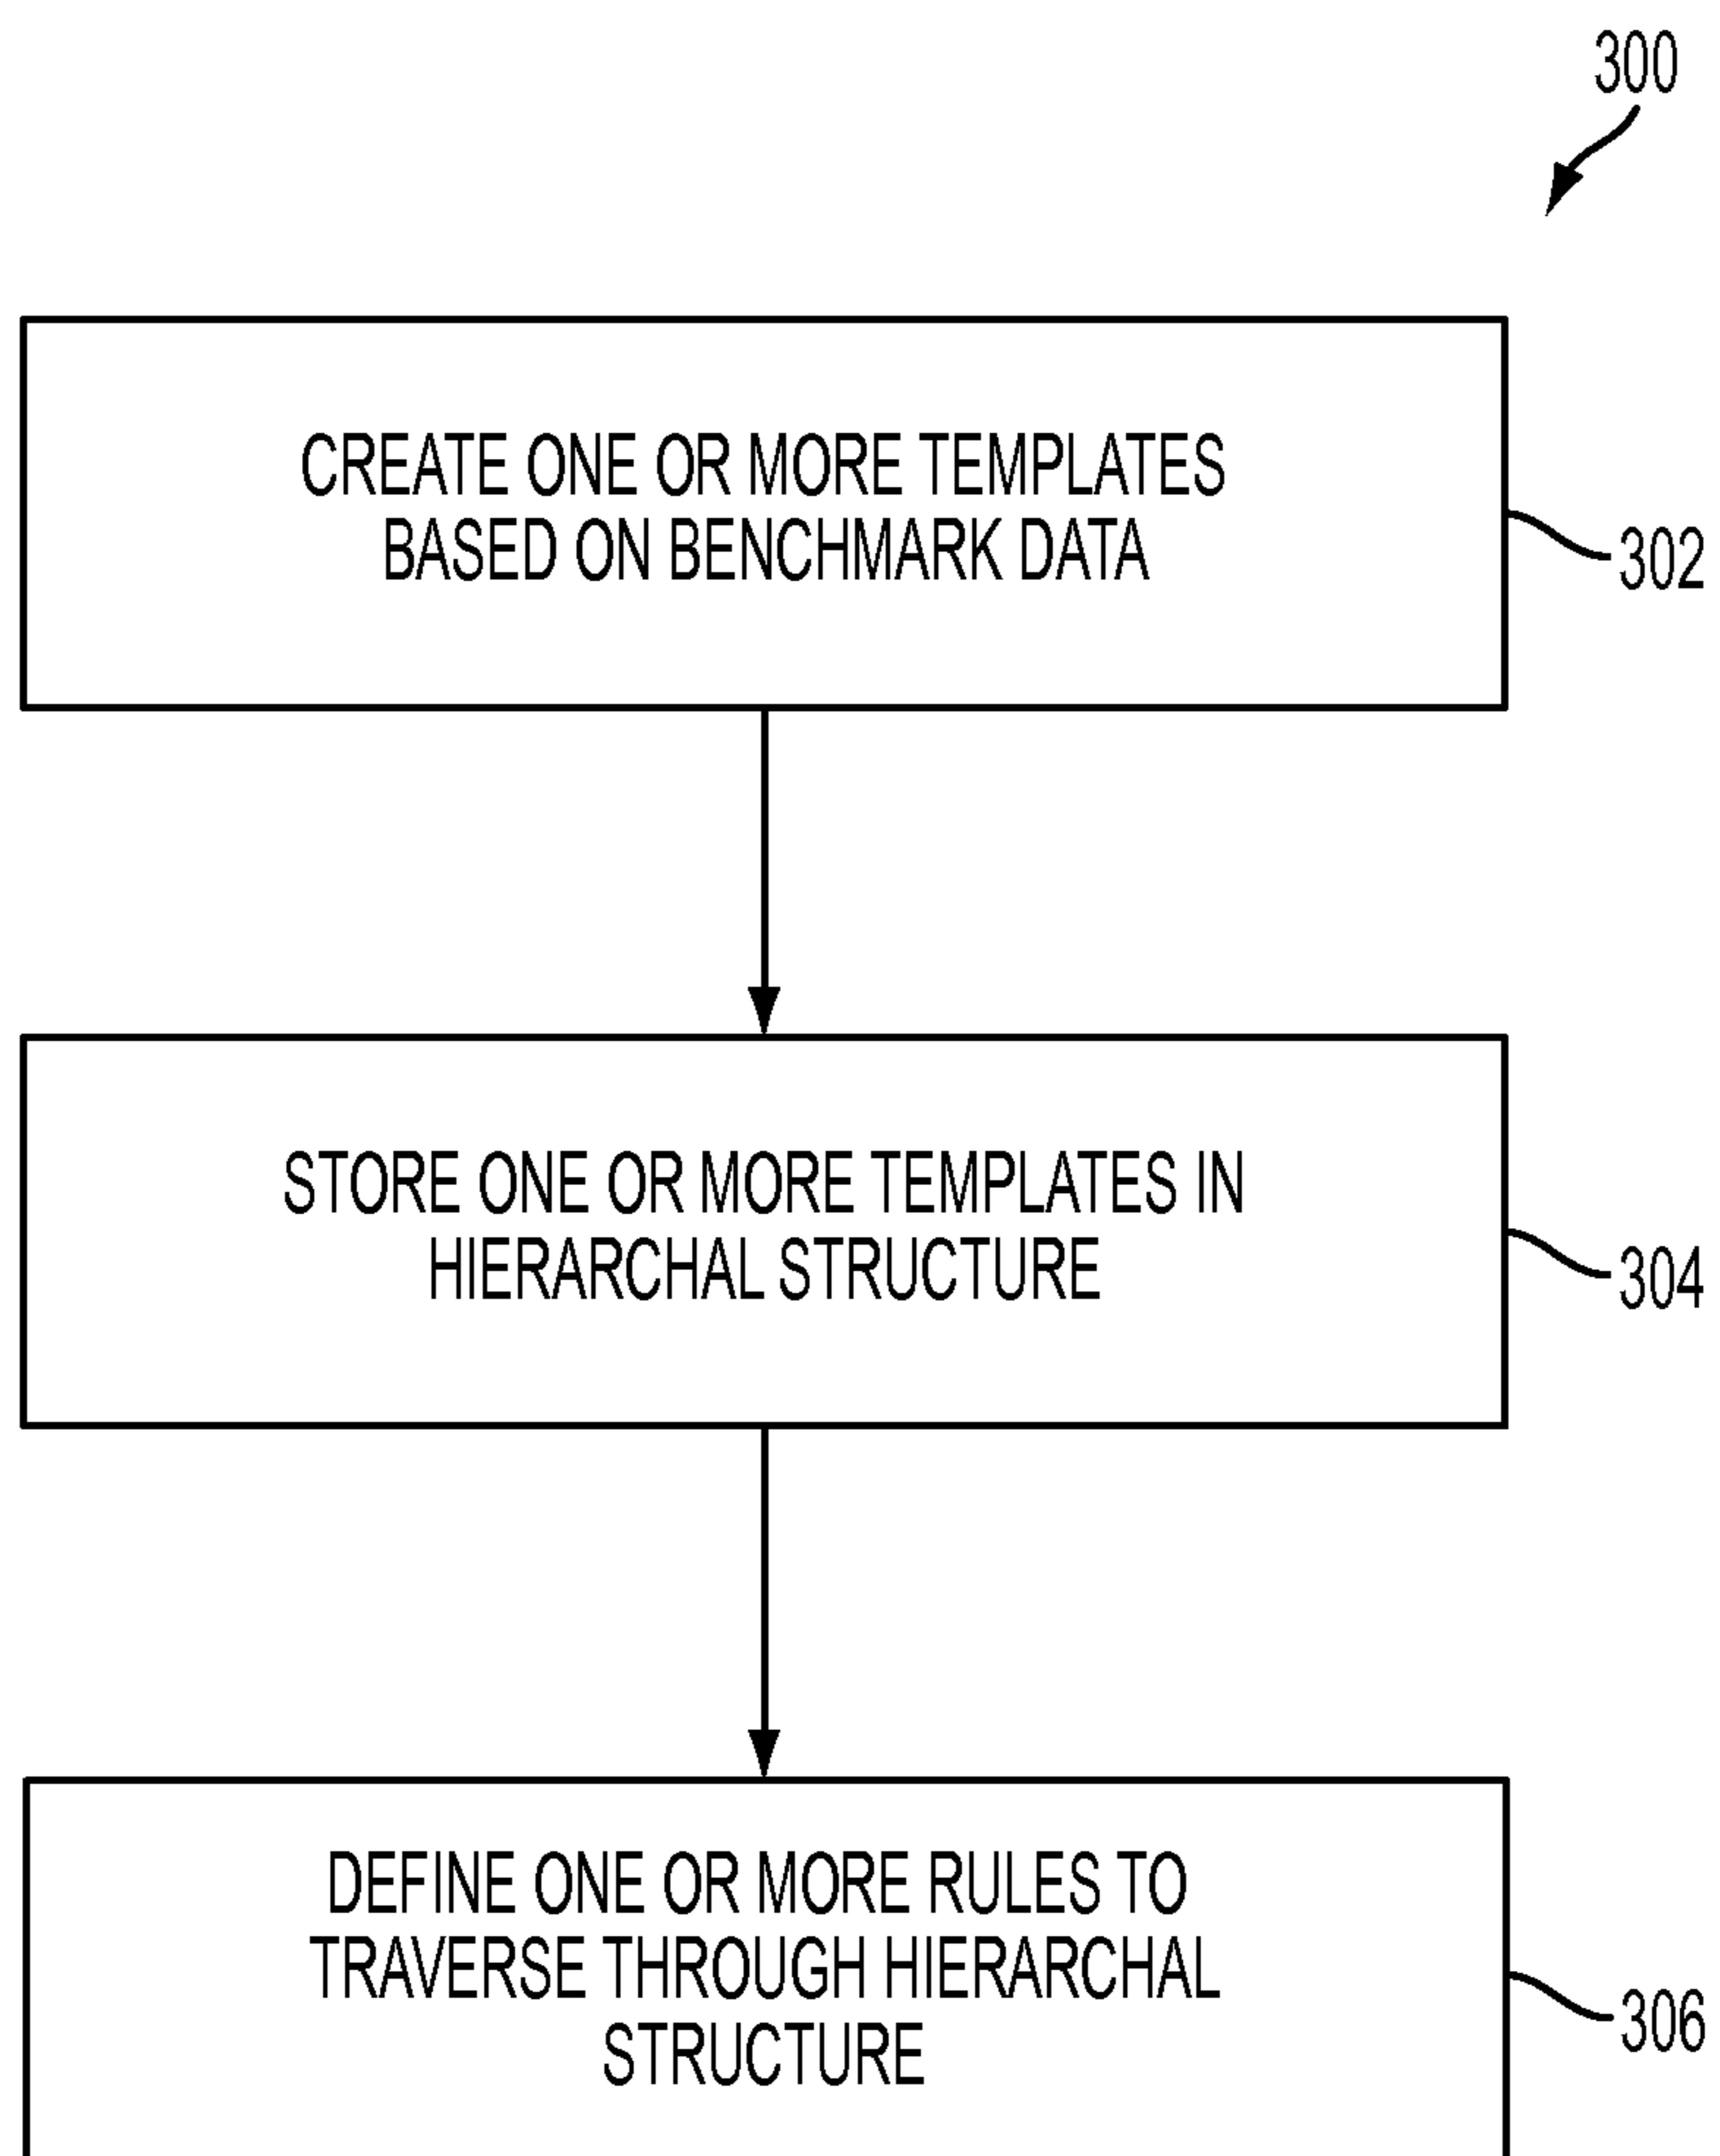 300
CREATE ONE OR MORE TEMPLATES
BASED ON BENCHMARK DATA
302
STORE ONE OR MORE TEMPLATES IN
HIERARCHAL STRUCTURE
304
DEFINE ONE OR MORE RULES TO
TRAVERSE THROUGH HIERARCHAL
STRUCTURE
306